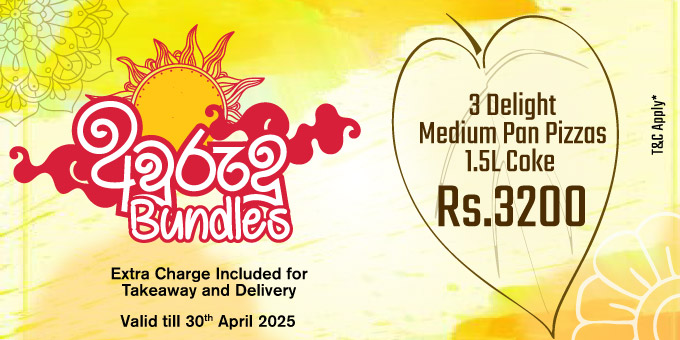 අවුරුදු
Bundles
Extra Charge Included for
Takeaway and Delivery
Valid till 30th April 2025
3 Delight
Medium Pan Pizzas
1.5L Coke
Rs.3200
T&C Apply*